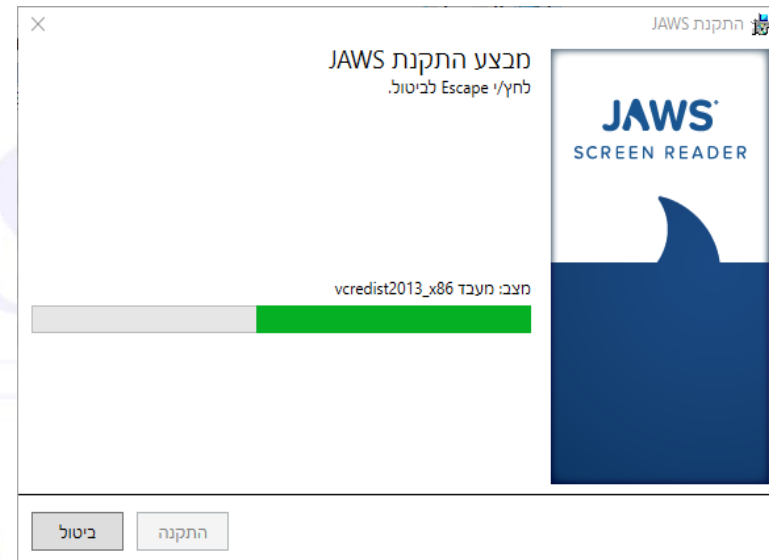 התקנת JAWS
מבצע התקנת JAWS
לחץ/י Escape לביטול.
JAWS
SCREEN READER
מצב: מעבד vcredist2013_x86
התקנה
ביטול